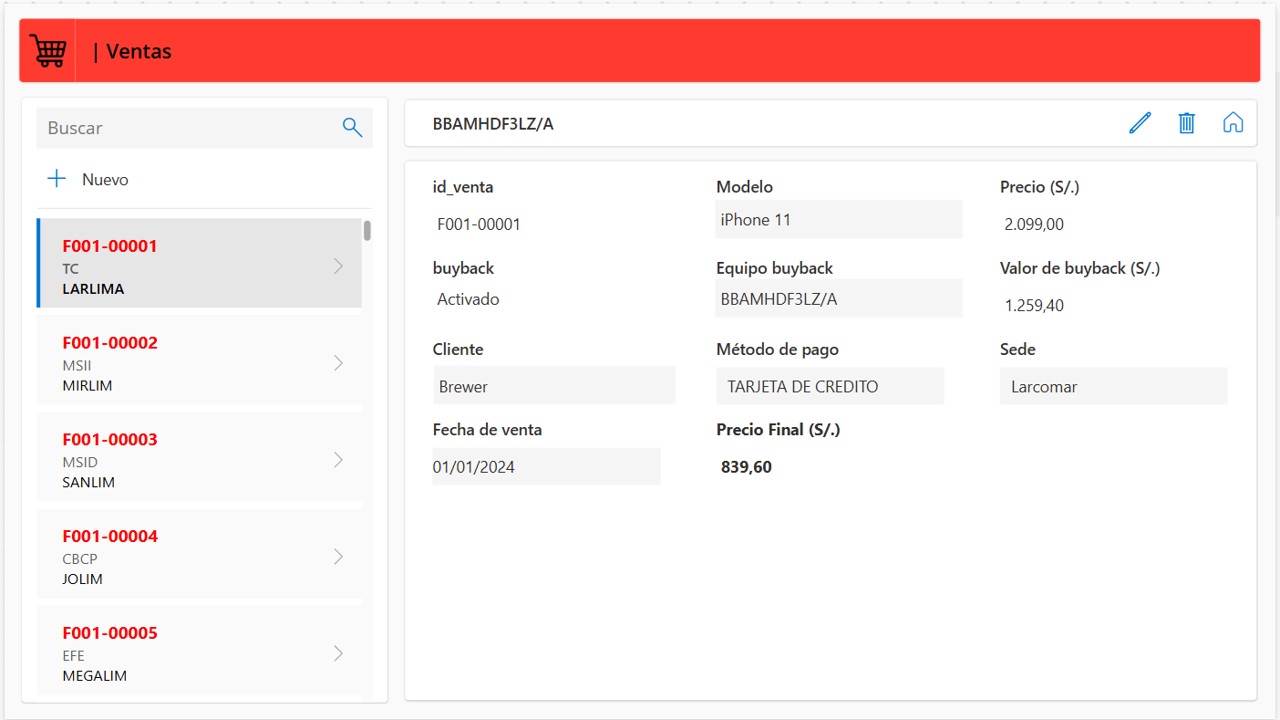 | Ventas
Buscar
Nuevo
F001-00001
TC
LARLIMA
F001-00002
MSII
MIRLIM
F001-00003
MSID
SANLIM
F001-00004
CBCP
JOLIM
F001-00005
EFE
MEGALIM
BBAMHDF3LZ/A
id_venta Modelo Precio (S/.)
F001-00001 iPhone 11 2.099,00
buyback Equipo buyback Valor de buyback (S/.)
Activado BBAMHDF3LZ/A 1.259,40
Cliente Método de pago Sede
Brewer TARJETA DE CREDITO Larcomar
Fecha de venta Precio Final (S/.)
01/01/2024 839,60